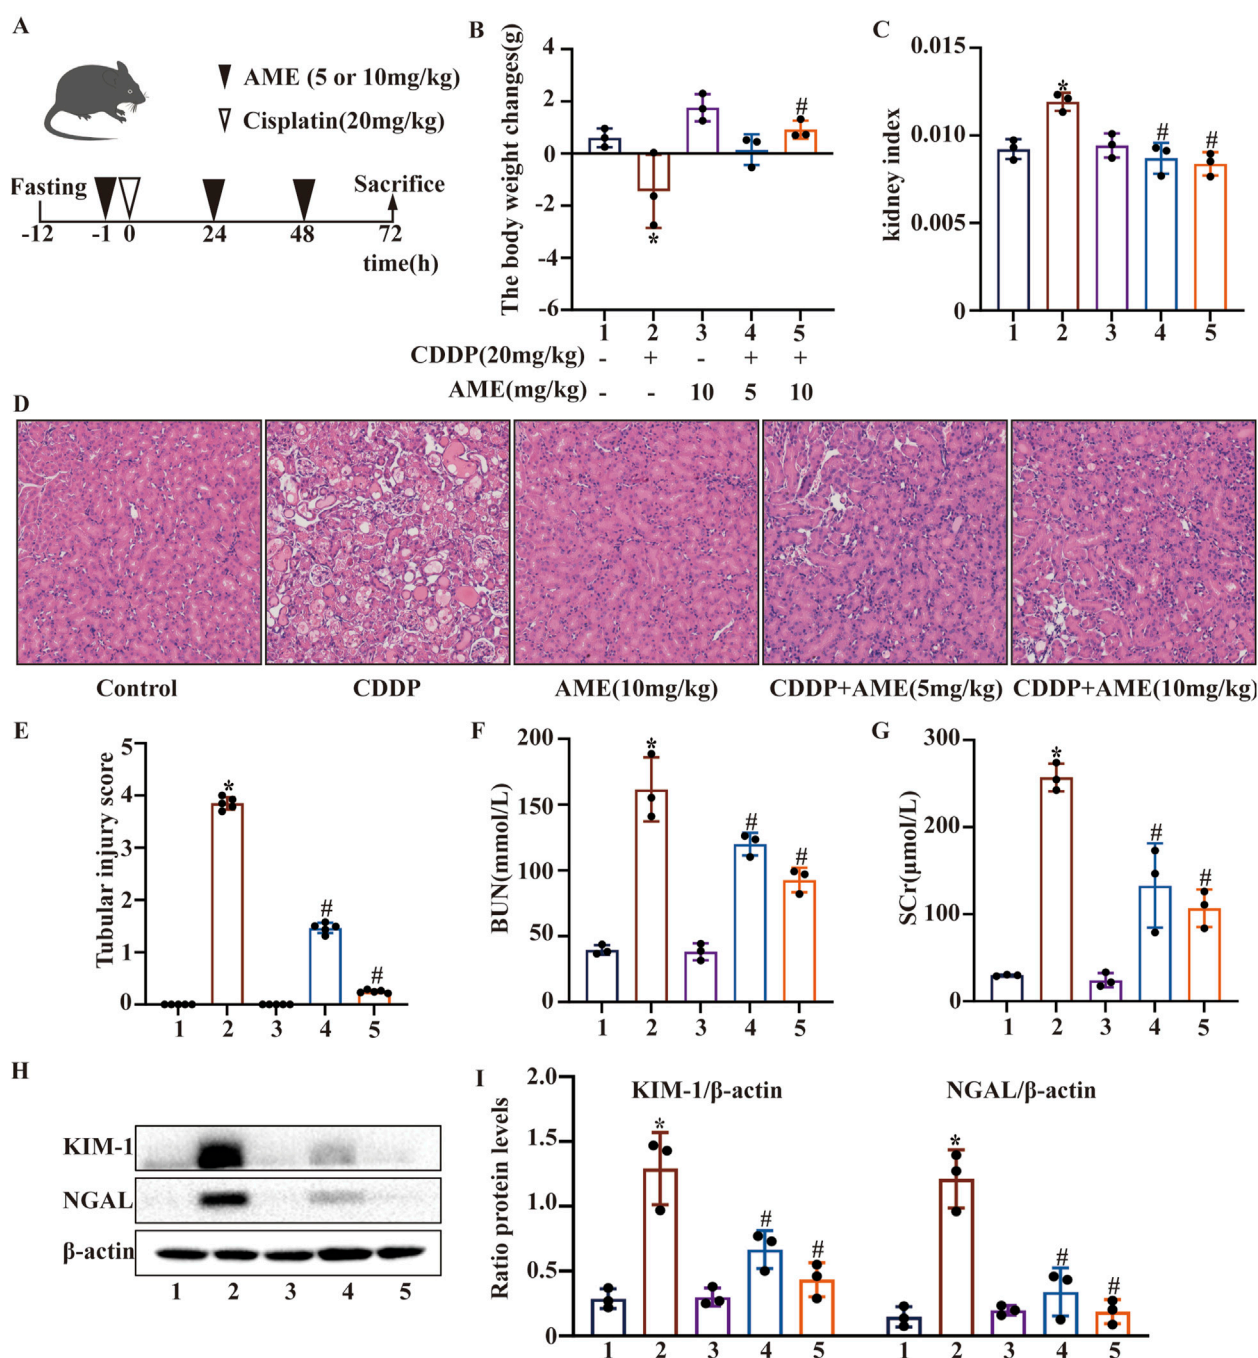 A
AME (5 or 10mg/kg)
Cisplatin(20mg/kg)
Fasting
Sacrifice
-12 -1 0 24 48 72
time(h)
B
The body weight changes(g)
4
2
0
-2
-4
-6
*
#
1 2 3 4 5
CDDP(20mg/kg) - + - + +
AME(mg/kg) - - 10 5 10
C
kidney index
0.015
0.010
0.005
0
* # #
1 2 3 4 5
D
Control CDDP AME(10mg/kg) CDDP+AME(5mg/kg) CDDP+AME(10mg/kg)
E
Tubular injury score
5
4
3
2
1
0
* # #
1 2 3 4 5
F
BUN(mmol/L)
200
150
100
50
0
* # #
1 2 3 4 5
G
SCr(μmol/L)
300
200
100
0
* # #
1 2 3 4 5
H
KIM-1
NGAL
β-actin
1 2 3 4 5
I
Ratio protein levels
2.0
1.5
1.0
0.5
0
KIM-1/β-actin NGAL/β-actin
* # # * # #
1 2 3 4 5 1 2 3 4 5